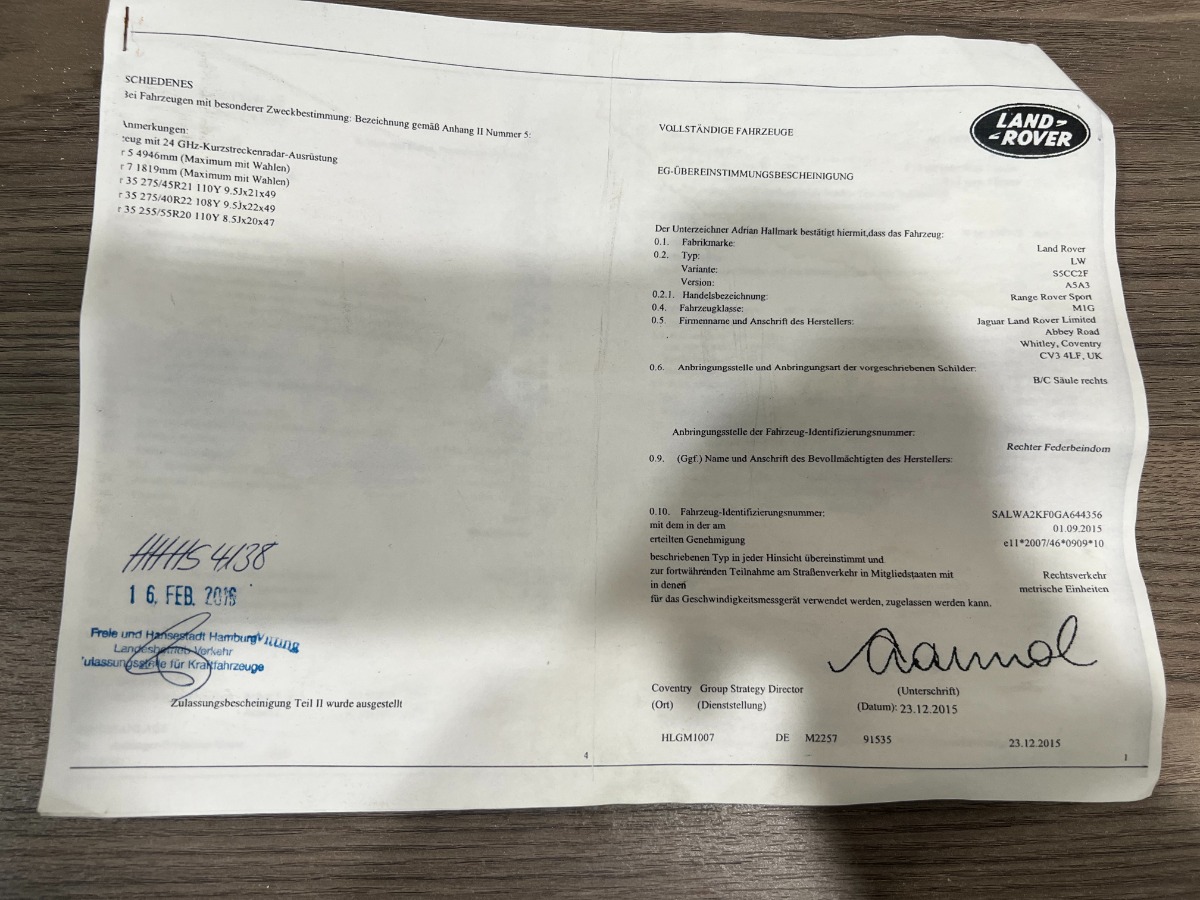 SCHIEDENES
Bei Fahrzeugen mit besonderer Zweckbestimmung: Bezeichnung gemäß Anhang II Nummer 5:
Anmerkungen:
zeug mit 24 GHz-Kurzstreckenradar-Ausrüstung
r 5 4946mm (Maximum mit Wahlen)
r 7 1819mm (Maximum mit Wahlen)
r 35 275/45R21 110Y 9.5Jx21x49
r 35 275/40R22 108Y 9.5Jx22x49
r 35 255/55R20 110Y 8.5Jx20x47
4138
16. FEB.
Freie und Hansestadt Hamburg
Landesbetrieb Verkehr
ulassungsstelle für Kraftfahrzeuge
Zulassungsbescheinigung Teil II wurde ausgestellt
4
LAND-
-ROVER
VOLLSTÄNDIGE FAHRZEUGE
EG-ÜBEREINSTIMMUNGSBESCHEINIGUNG
Der Unterzeichner Adrian Hallmark bestätigt hiermit,dass das Fahrzeug:
0.1. Fabrikmarke: Land Rover
0.2. Typ: LW
Variante: S5CC2F
Version: A5A3
0.2.1. Handelsbezeichnung: Range Rover Sport
0.4. Fahrzeugklasse: M1G
0.5. Firmenname und Anschrift des Herstellers: Jaguar Land Rover Limited
Abbey Road
Whitley, Coventry
CV3 4LF, UK
0.6. Anbringungsstelle und Anbringungsart der vorgeschriebenen Schilder:
B/C Säule rechts
Anbringungsstelle der Fahrzeug-Identifizierungsnummer:
Rechter Federbeindom
0.9. (Ggf.) Name und Anschrift des Bevollmächtigten des Herstellers:
0.10. Fahrzeug-Identifizierungsnummer: SALWA2KF0GA644356
mit dem in der am 01.09.2015
erteilten Genehmigung e11*2007/46*0909*10
beschriebenen Typ in jeder Hinsicht übereinstimmt und
zur fortwährenden Teilnahme am Straßenverkehr in Mitgliedstaaten mit Rechtsverkehr
in denen metrische Einheiten
für das Geschwindigkeitsmessgerät verwendet werden, zugelassen werden kann.
Coventry Group Strategy Director (Unterschrift)
(Ort) (Dienststellung) (Datum): 23.12.2015
HLGM1007 DE M2257 91535 23.12.2015
1